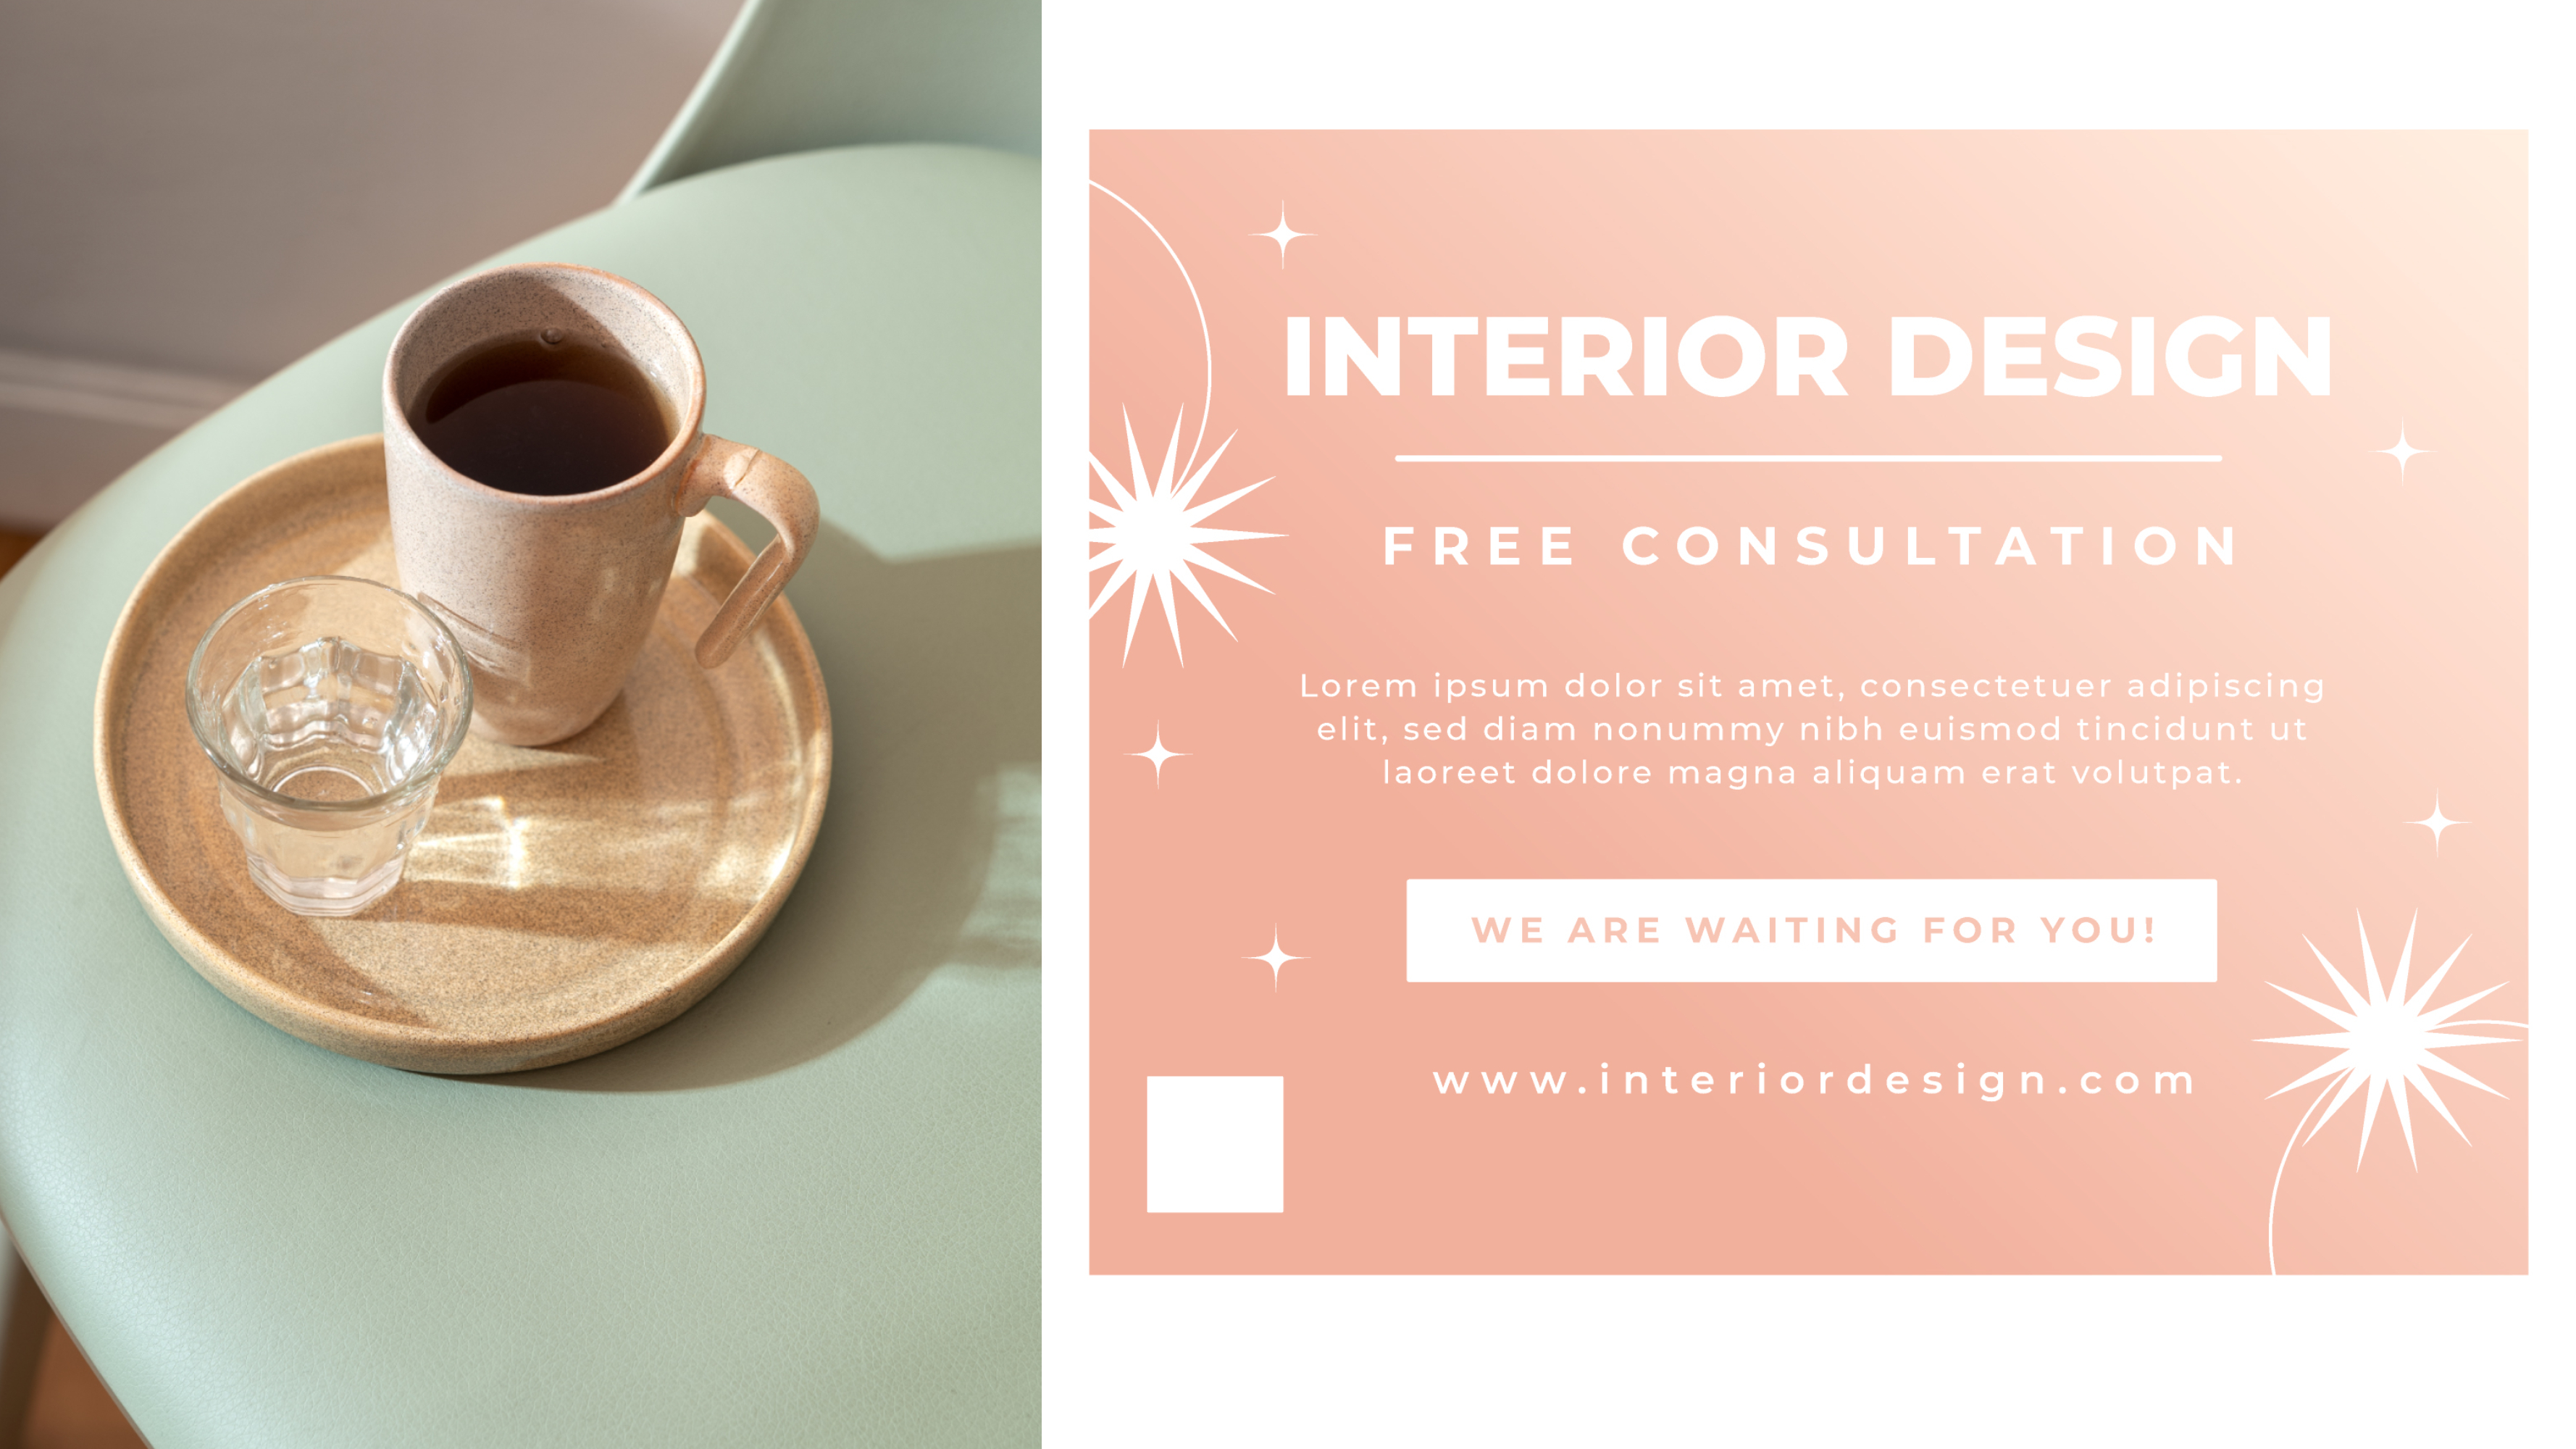 INTERIOR DESIGN
FREE CONSULTATION
Lorem ipsum dolor sit amet, consectetuer adipiscing
elit, sed diam nonummy nibh euismod tincidunt ut
laoreet dolore magna aliquam erat volutpat.
WE ARE WAITING FOR YOU!
www.interiordesign.com